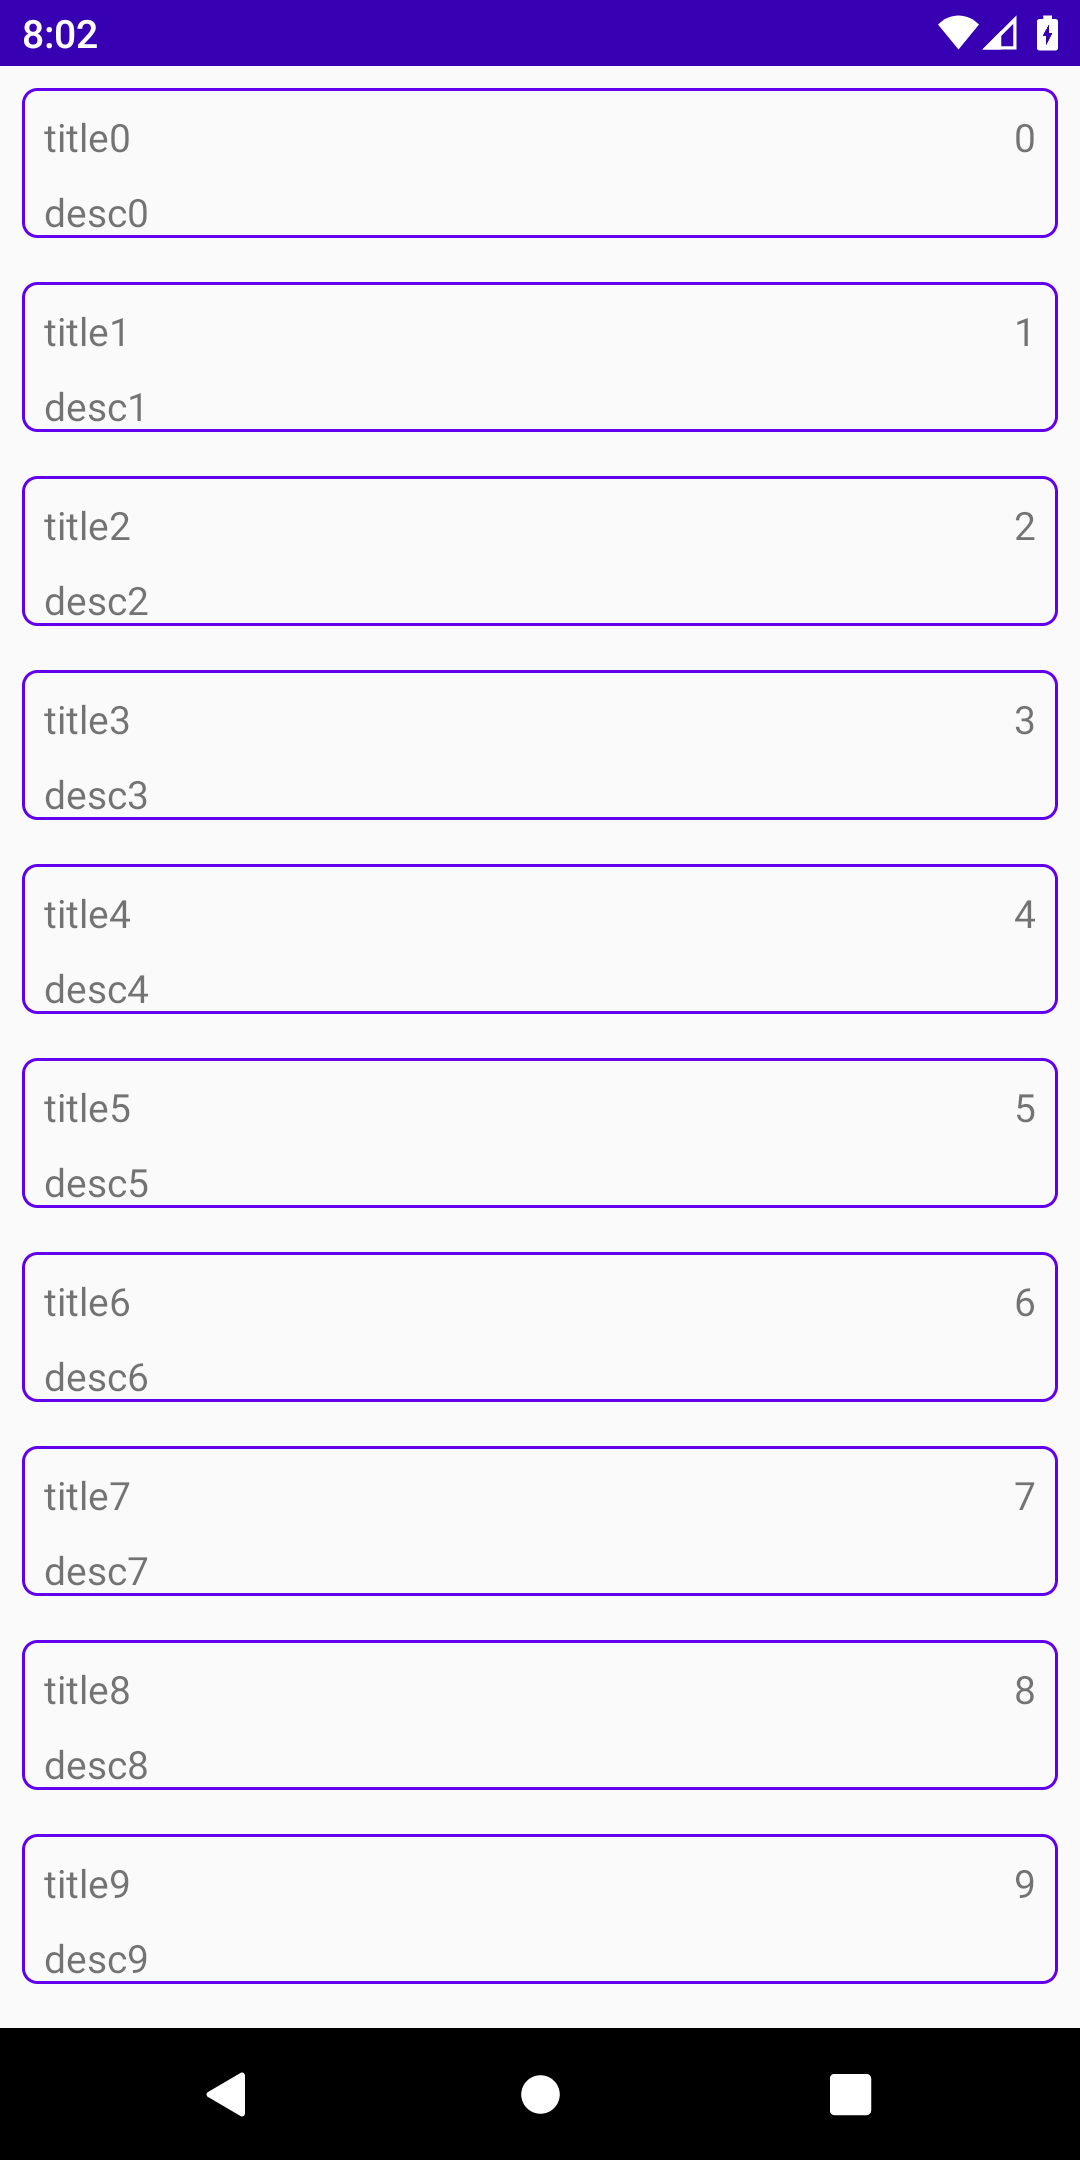 8:02
title0 0
desc0
title1 1
desc1
title2 2
desc2
title3 3
desc3
title4 4
desc4
title5 5
desc5
title6 6
desc6
title7 7
desc7
title8 8
desc8
title9 9
desc9